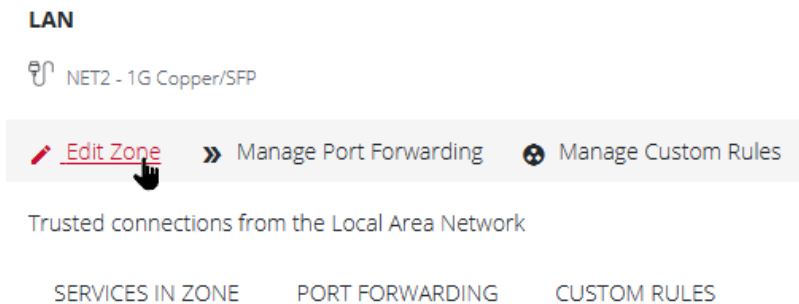 LAN
NET2 - 1G Copper/SFP
Edit Zone Manage Port Forwarding Manage Custom Rules
Trusted connections from the Local Area Network
SERVICES IN ZONE PORT FORWARDING CUSTOM RULES